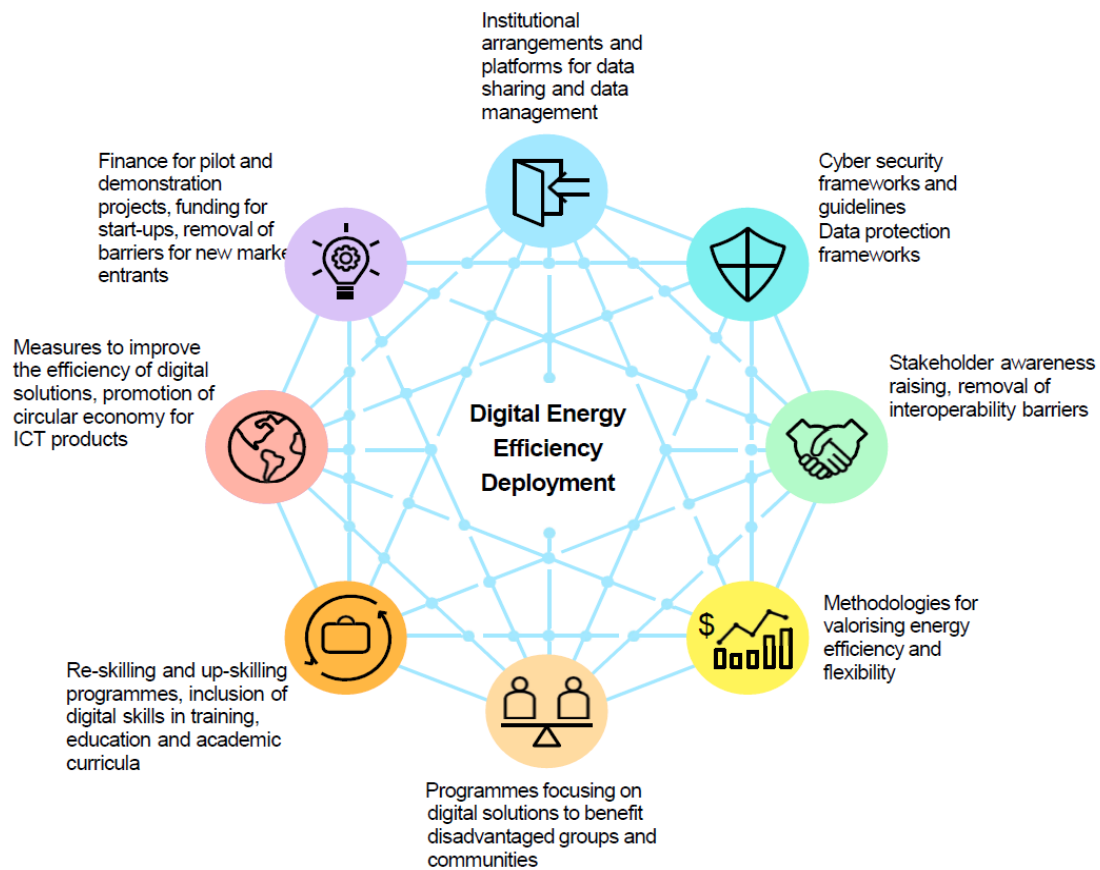 Institutional
arrangements and
platforms for data
sharing and data
management
Cyber security
frameworks and
guidelines
Data protection
frameworks
Stakeholder awareness
raising, removal of
interoperability barriers
Methodologies for
valorising energy
efficiency and
flexibility
$
Programmes focusing on
digital solutions to benefit
disadvantaged groups and
communities
Re-skilling and up-skilling
programmes, inclusion of
digital skills in training,
education and academic
curricula
Measures to improve
the efficiency of digital
solutions, promotion of
circular economy for
ICT products
Finance for pilot and
demonstration
projects, funding for
start-ups, removal of
barriers for new marke
entrants
Digital Energy
Efficiency
Deployment